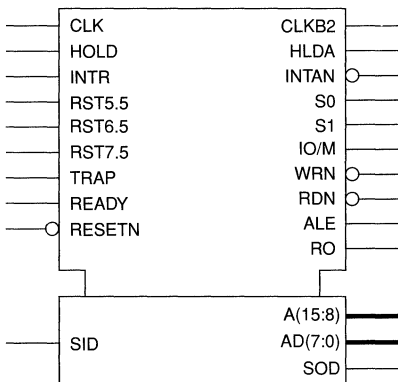 CLK CLKB2
HOLD HLDA
INTR INTAN
RST5.5 S0
RST6.5 S1
RST7.5 IO/M
TRAP WRN
READY RDN
RESETN ALE
RO
A(15:8)
SID AD(7:0)
SOD